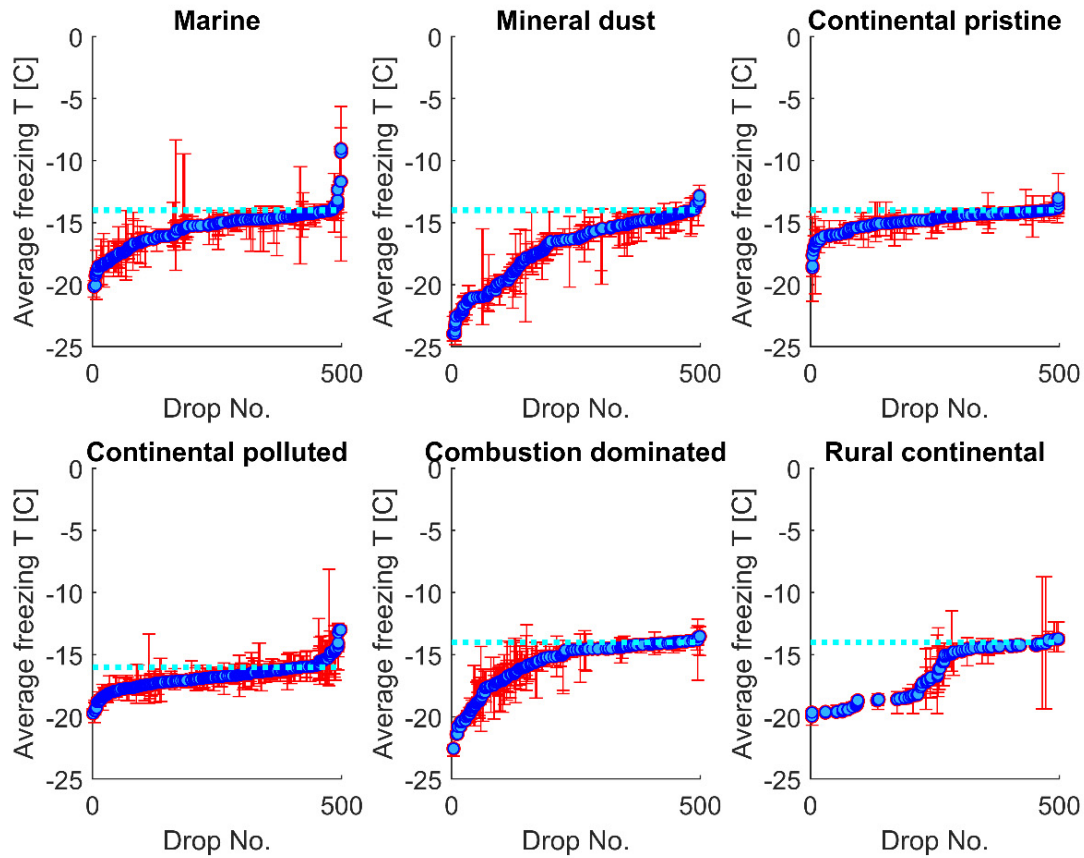 Marine
Mineral dust
Continental pristine
Average freezing T [C]
0
-5
-10
-15
-20
-25
0
500
Drop No.
Average freezing T [C]
0
-5
-10
-15
-20
-25
0
500
Drop No.
Average freezing T [C]
0
-5
-10
-15
-20
-25
0
500
Drop No.
Continental polluted
Combustion dominated
Rural continental
Average freezing T [C]
0
-5
-10
-15
-20
-25
0
500
Drop No.
Average freezing T [C]
0
-5
-10
-15
-20
-25
0
500
Drop No.
Average freezing T [C]
0
-5
-10
-15
-20
-25
0
500
Drop No.